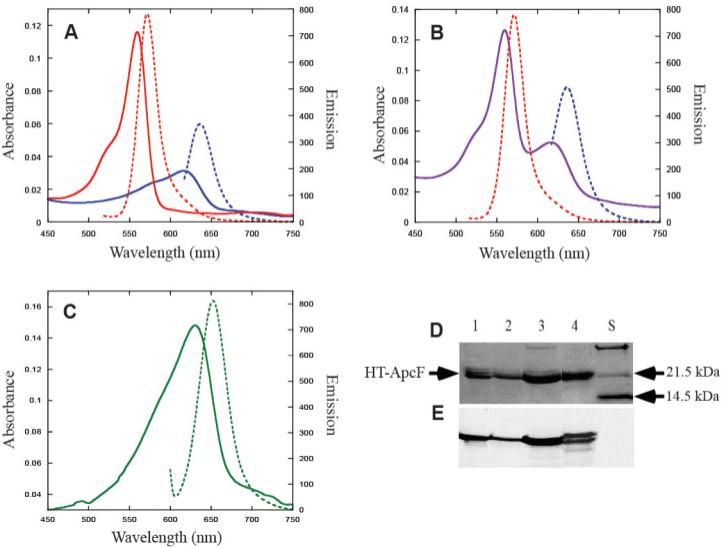 A
0.12
0.1
0.08
0.06
0.04
0.02
0
Absorbance
800
700
600
500
400
300
200
100
0
Emission
450 500 550 600 650 700 750
Wavelength (nm)
B
0.14
0.12
0.1
0.08
0.06
0.04
0.02
0
Absorbance
800
700
600
500
400
300
200
100
0
Emission
450 500 550 600 650 700 750
Wavelength (nm)
C
0.16
0.14
0.12
0.1
0.08
0.06
0.04
Absorbance
800
700
600
500
400
300
200
100
0
Emission
450 500 550 600 650 700 750
Wavelength (nm)
D
1 2 3 4 S
HT-ApcF
21.5 kDa
14.5 kDa
E